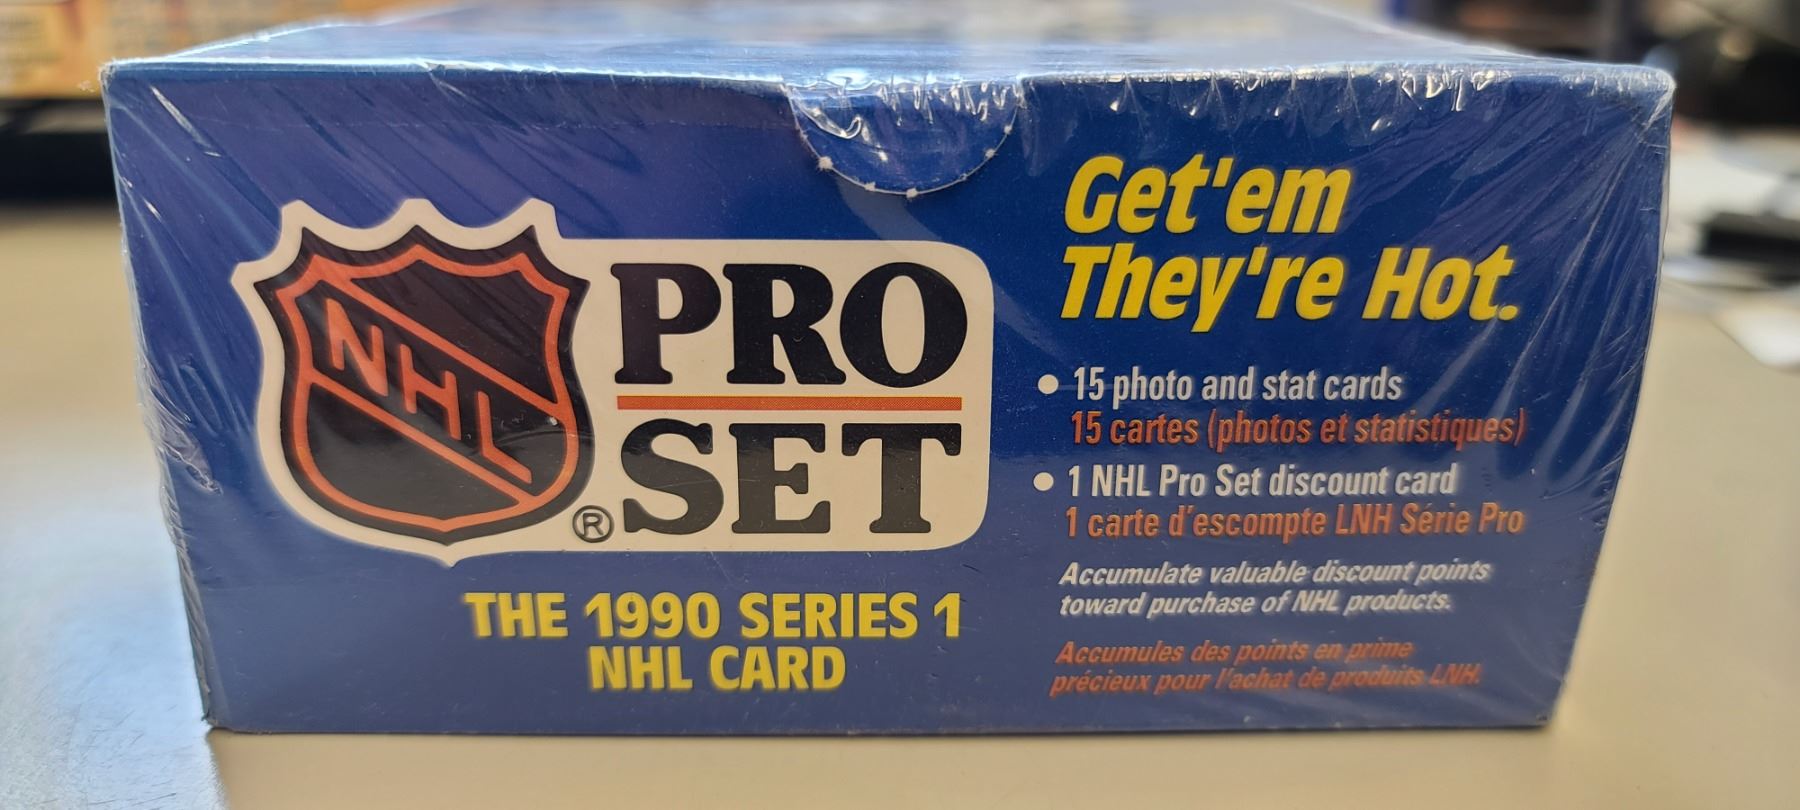 NHL
PRO
SET
®
THE 1990 SERIES 1
NHL CARD
Get'em
They're Hot.
• 15 photo and stat cards
15 cartes (photos et statistiques)
• 1 NHL Pro Set discount card
1 carte d'escompte LNH Série Pro
Accumulate valuable discount points
toward purchase of NHL products.
Accumules des points en prime
précieux pour l'achat de produits LNH.